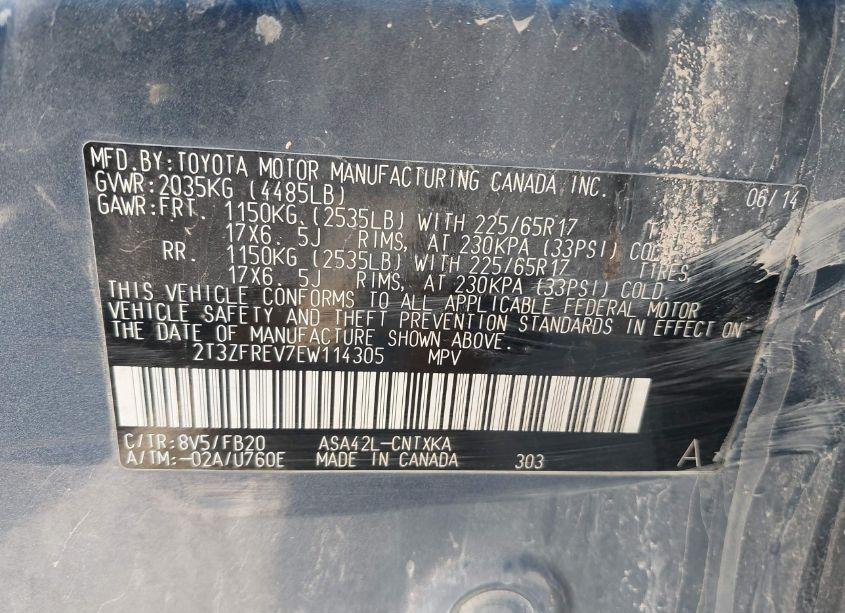 MFD.BY:TOYOTA MOTOR MANUFACTURING CANADA INC.
GVWR:2035KG (4485LB) 06/14
GAWR:FRT. 1150KG (2535LB) WITH 225/65R17
17X6. 5J RIMS, AT 230KPA (33PSI) COLD
RR. 1150KG (2535LB) WITH 225/65R17 TIRES
17X6. 5J RIMS, AT 230KPA (33PSI) COLD
THIS VEHICLE CONFORMS TO ALL APPLICABLE FEDERAL MOTOR
VEHICLE SAFETY AND THEFT PREVENTION STANDARDS IN EFFECT ON
THE DATE OF MANUFACTURE SHOWN ABOVE.
2T3ZFREV7EW114305 MPV
C/TR:8V5/FB20 ASA42L-CNTXKA
A/TM:-02A/U760E MADE IN CANADA 303 A